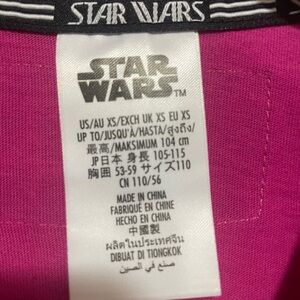 STAR WARS
STAR
WARS™
US/AU XS/EXCH UK XS EU XS
UP TO/JUSQU'À/HASTA/สูงถึง/
最高/MAKSIMUM 104 cm
JP日本 身長 105-115
胸囲 53-59 サイズ110
CN 110/56
MADE IN CHINA
FABRIQUÉ EN CHINE
HECHO EN CHINA
中國製
ผลิตในประเทศจีน
DIBUAT DI TIONGKOK
صنع في الصين